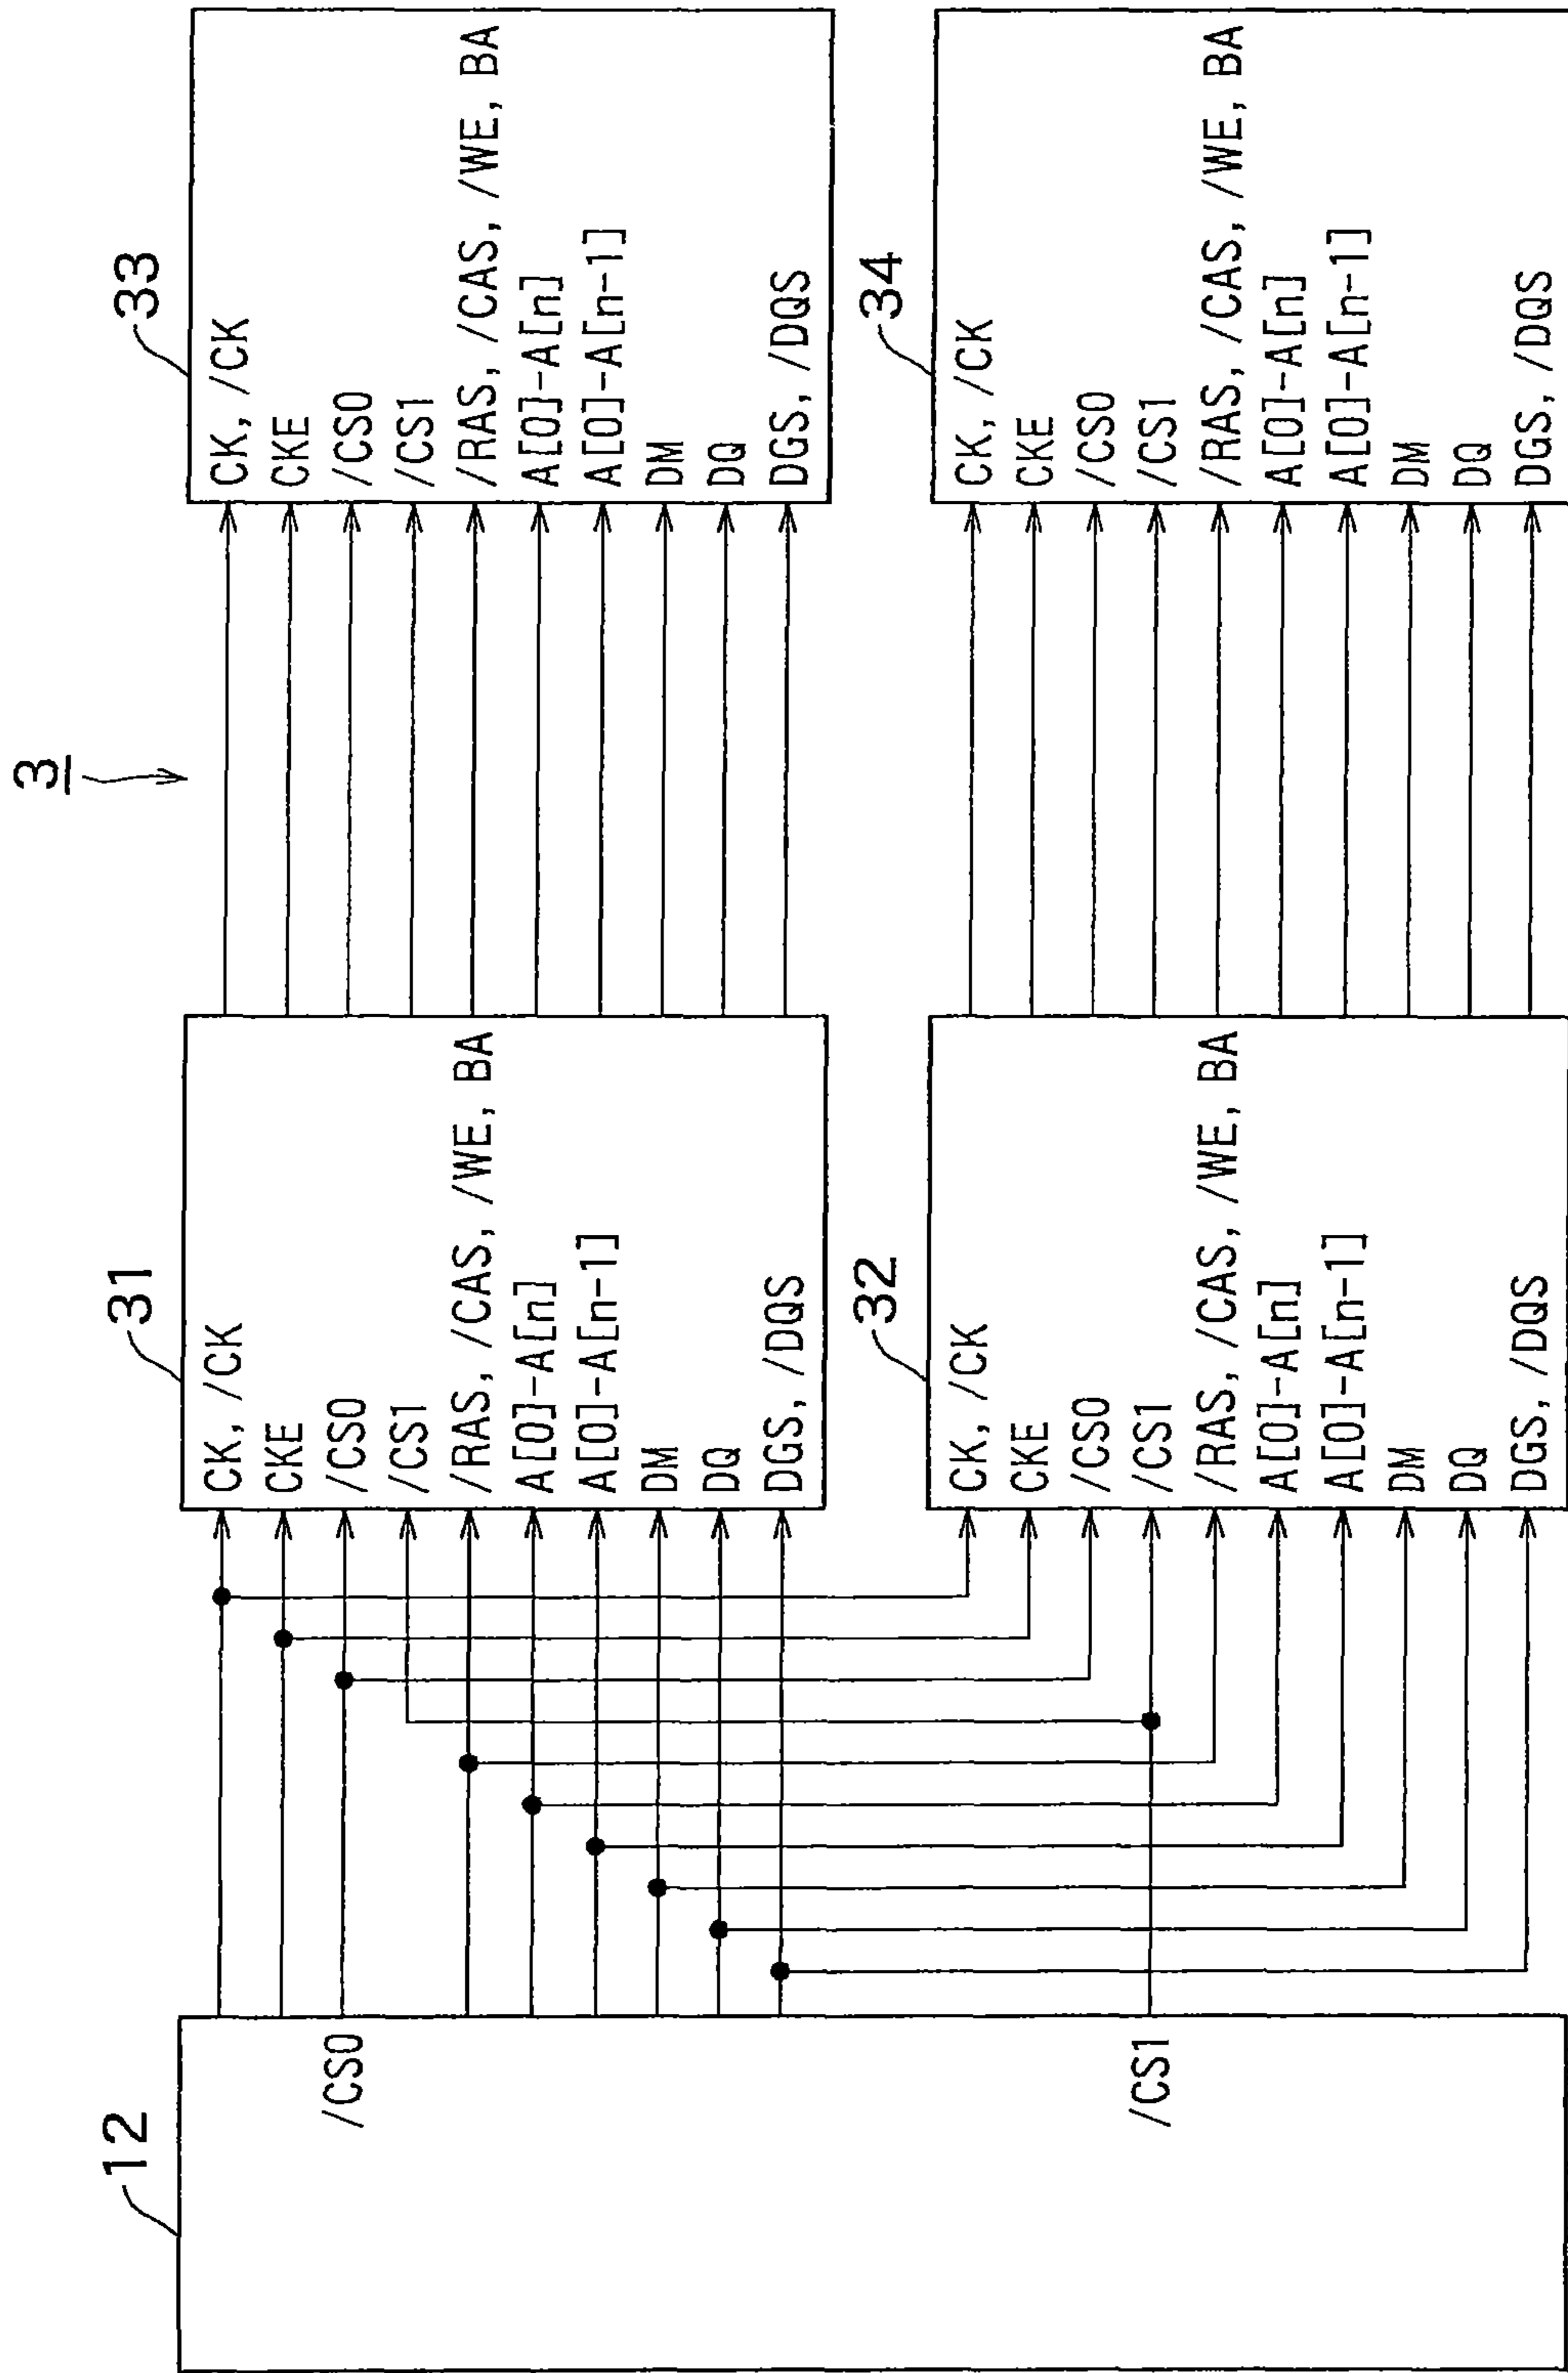 3
12
/CS0
/CS1
31
CK, /CK
CKE
/CS0
/CS1
/RAS, /CAS, /WE, BA
A[0]-A[n]
A[0]-A[n-1]
DM
DQ
DGS, /DQS
32
CK, /CK
CKE
/CS0
/CS1
/RAS, /CAS, /WE, BA
A[0]-A[n]
A[0]-A[n-1]
DM
DQ
DGS, /DQS
33
CK, /CK
CKE
/CS0
/CS1
/RAS, /CAS, /WE, BA
A[0]-A[n]
A[0]-A[n-1]
DM
DQ
DGS, /DQS
34
CK, /CK
CKE
/CS0
/CS1
/RAS, /CAS, /WE, BA
A[0]-A[n]
A[0]-A[n-1]
DM
DQ
DGS, /DQS